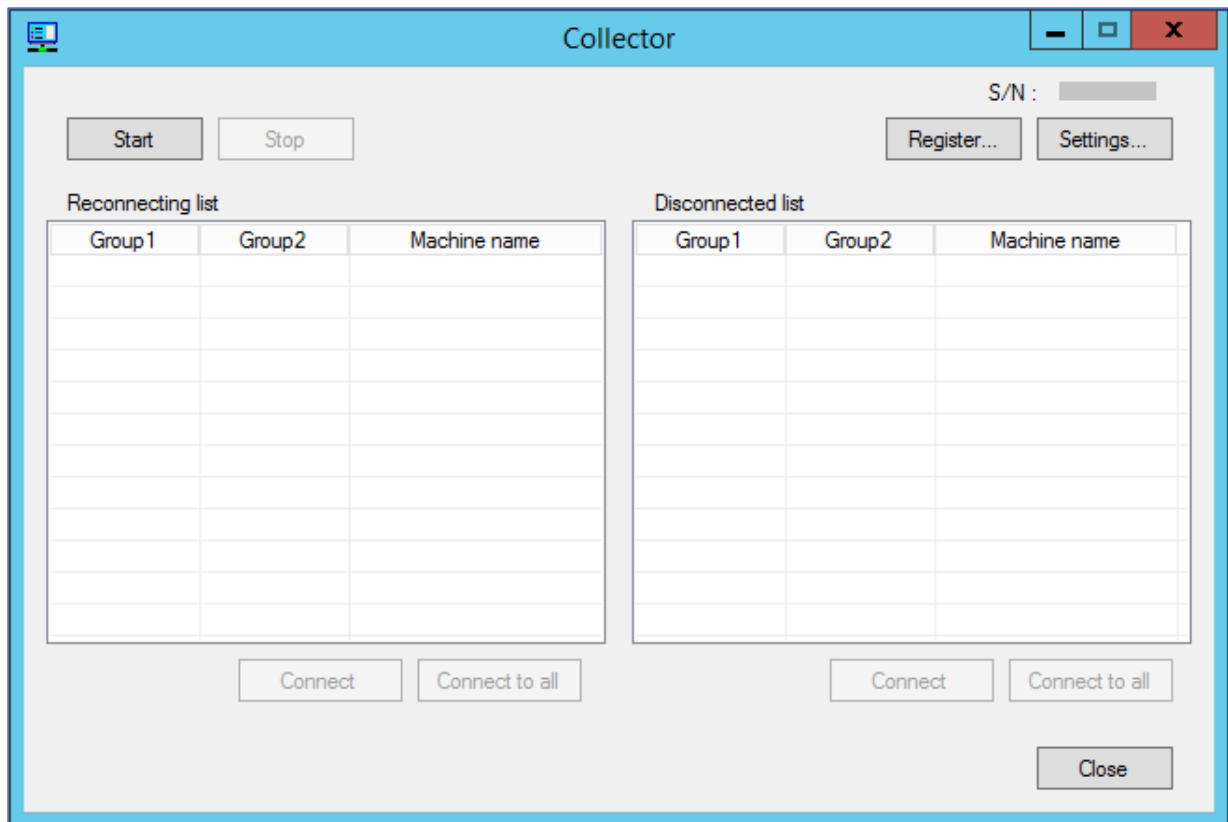 Collector
S/N :
Start Stop Register... Settings...
Reconnecting list Disconnected list
Group1 Group2 Machine name Group1 Group2 Machine name
Connect Connect to all Connect Connect to all
Close